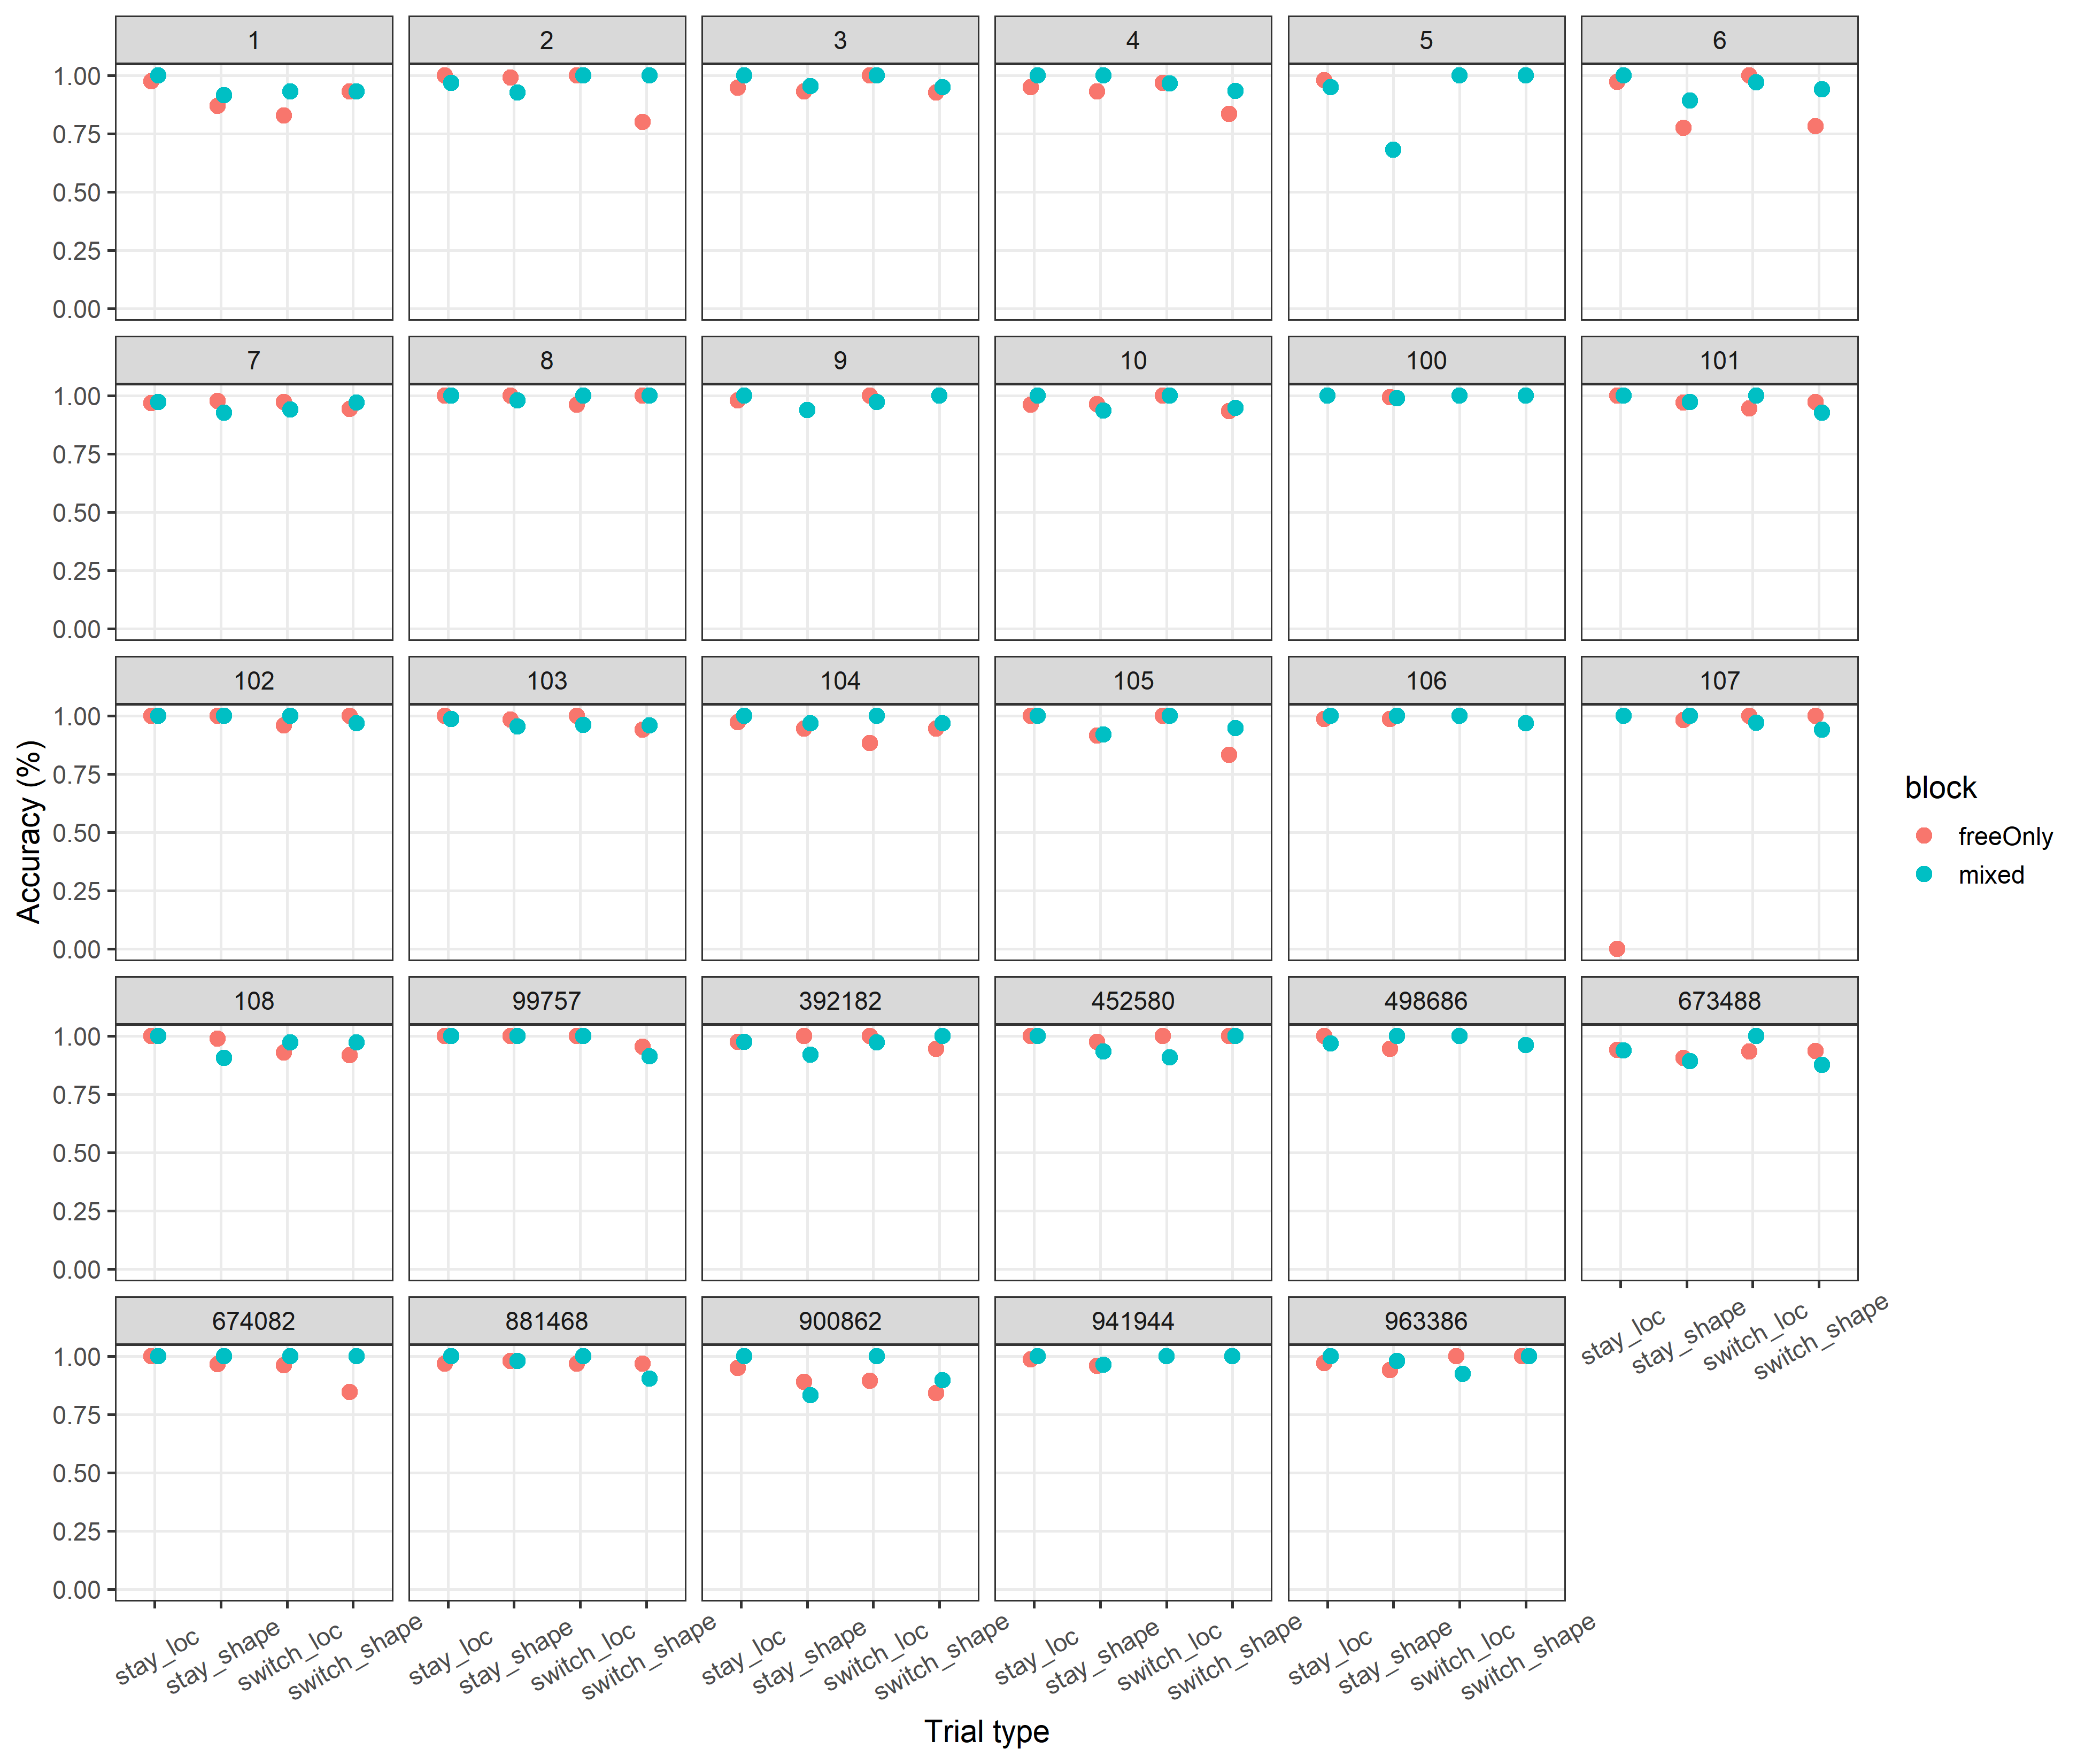 1 2 3 4 5 6
1.00
0.75
0.50
0.25
0.00
7 8 9 10 100 101
1.00
0.75
0.50
0.25
0.00
102 103 104 105 106 107
1.00
0.75
0.50
0.25
0.00
Accuracy (%)
block
freeOnly
mixed
108 99757 392182 452580 498686 673488
1.00
0.75
0.50
0.25
0.00
stay_loc stay_shape switch_loc switch_shape
674082 881468 900862 941944 963386
1.00
0.75
0.50
0.25
0.00
stay_loc stay_shape switch_loc switch_shape stay_loc stay_shape switch_loc switch_shape stay_loc stay_shape switch_loc switch_shape stay_loc stay_shape switch_loc switch_shape stay_loc stay_shape switch_loc switch_shape
Trial type